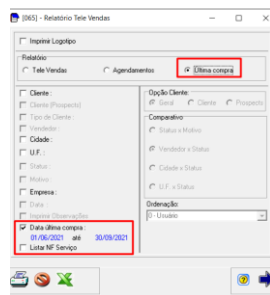 [065] - Relatório Tele Vendas
Imprimir Logotipo
Relatório
Tele Vendas Agendamentos Última compra
Cliente :
Cliente (Prospecto)
Tipo de Cliente :
Vendedor :
Cidade :
U.F. :
Status :
Motivo :
Empresa :
Data :
Imprimir Observações
Data última compra :
01/06/2021 até 30/09/2021
Listar NF Serviço
Opção Cliente:
Geral Cliente Prospecto
Comparativo
Status x Motivo
Vendedor x Status
Cidade x Status
U.F. x Status
Ordenação:
0 - Usuário